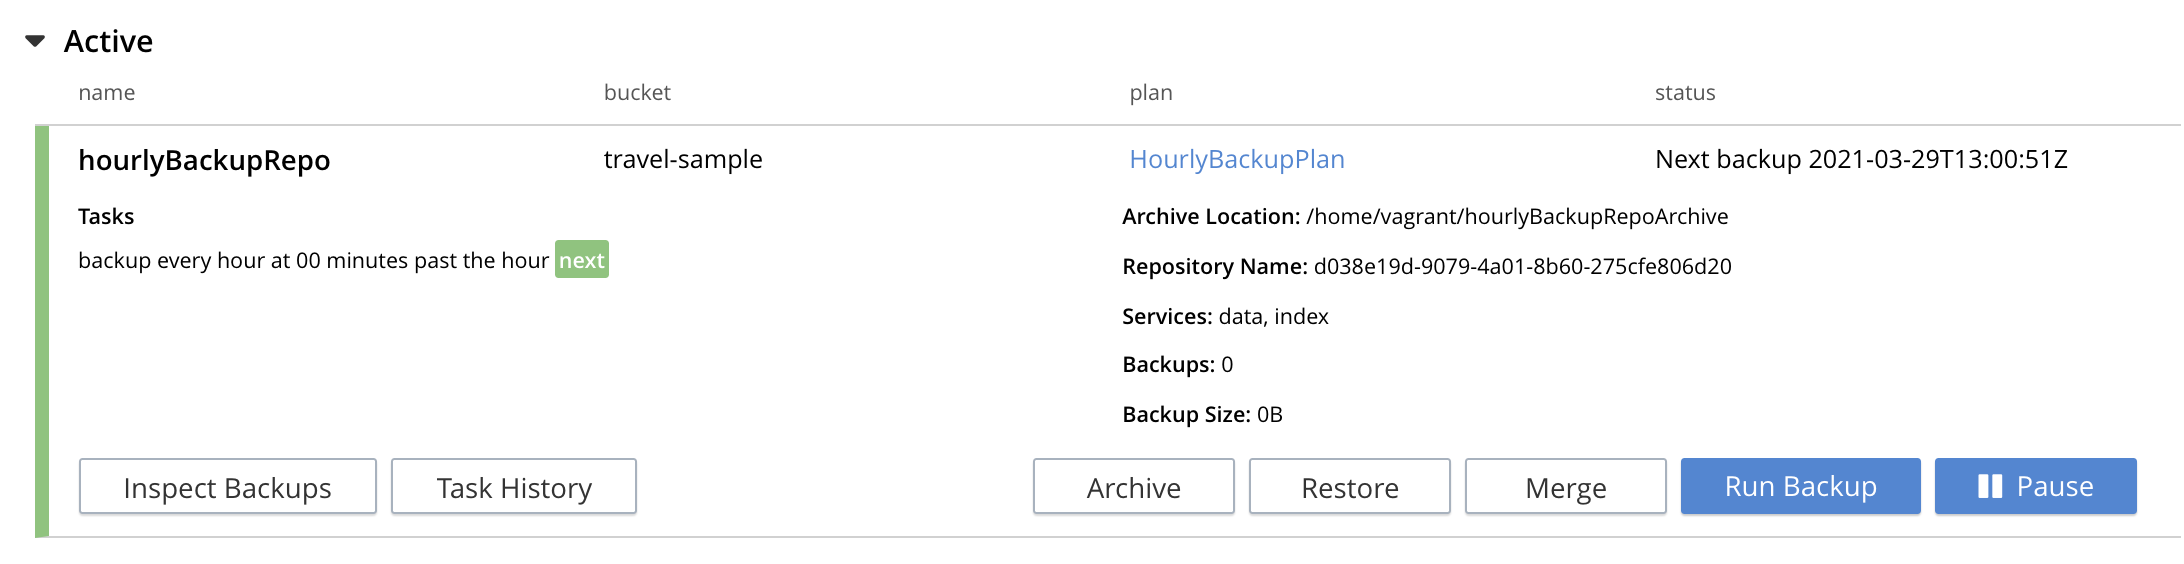 Active
name bucket plan status
hourlyBackupRepo travel-sample HourlyBackupPlan Next backup 2021-03-29T13:00:51Z
Tasks
backup every hour at 00 minutes past the hour next
Archive Location: /home/vagrant/hourlyBackupRepoArchive
Repository Name: d038e19d-9079-4a01-8b60-275cfe806d20
Services: data, index
Backups: 0
Backup Size: 0B
Inspect Backups Task History Archive Restore Merge Run Backup Pause